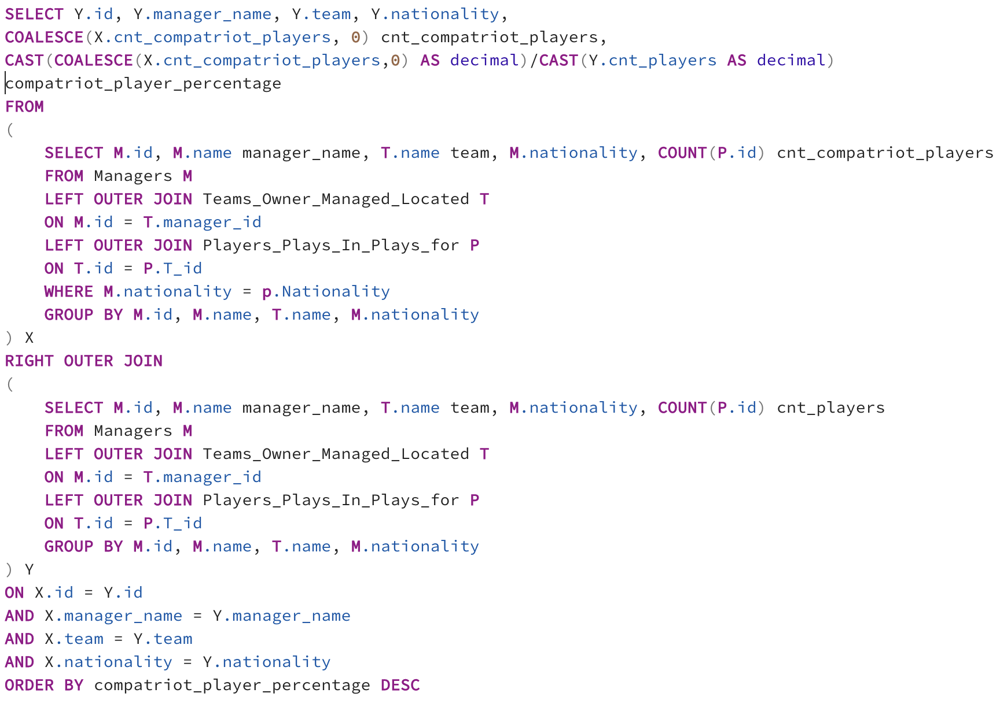 SELECT Y.id, Y.manager_name, Y.team, Y.nationality,
COALESCE(X.cnt_compatriot_players, 0) cnt_compatriot_players,
CAST(COALESCE(X.cnt_compatriot_players,0) AS decimal)/CAST(Y.cnt_players AS decimal)
compatriot_player_percentage
FROM
(
    SELECT M.id, M.name manager_name, T.name team, M.nationality, COUNT(P.id) cnt_compatriot_players
    FROM Managers M
    LEFT OUTER JOIN Teams_Owner_Managed_Located T
    ON M.id = T.manager_id
    LEFT OUTER JOIN Players_Plays_In_Plays_for P
    ON T.id = P.T_id
    WHERE M.nationality = p.Nationality
    GROUP BY M.id, M.name, T.name, M.nationality
) X
RIGHT OUTER JOIN
(
    SELECT M.id, M.name manager_name, T.name team, M.nationality, COUNT(P.id) cnt_players
    FROM Managers M
    LEFT OUTER JOIN Teams_Owner_Managed_Located T
    ON M.id = T.manager_id
    LEFT OUTER JOIN Players_Plays_In_Plays_for P
    ON T.id = P.T_id
    GROUP BY M.id, M.name, T.name, M.nationality
) Y
ON X.id = Y.id
AND X.manager_name = Y.manager_name
AND X.team = Y.team
AND X.nationality = Y.nationality
ORDER BY compatriot_player_percentage DESC